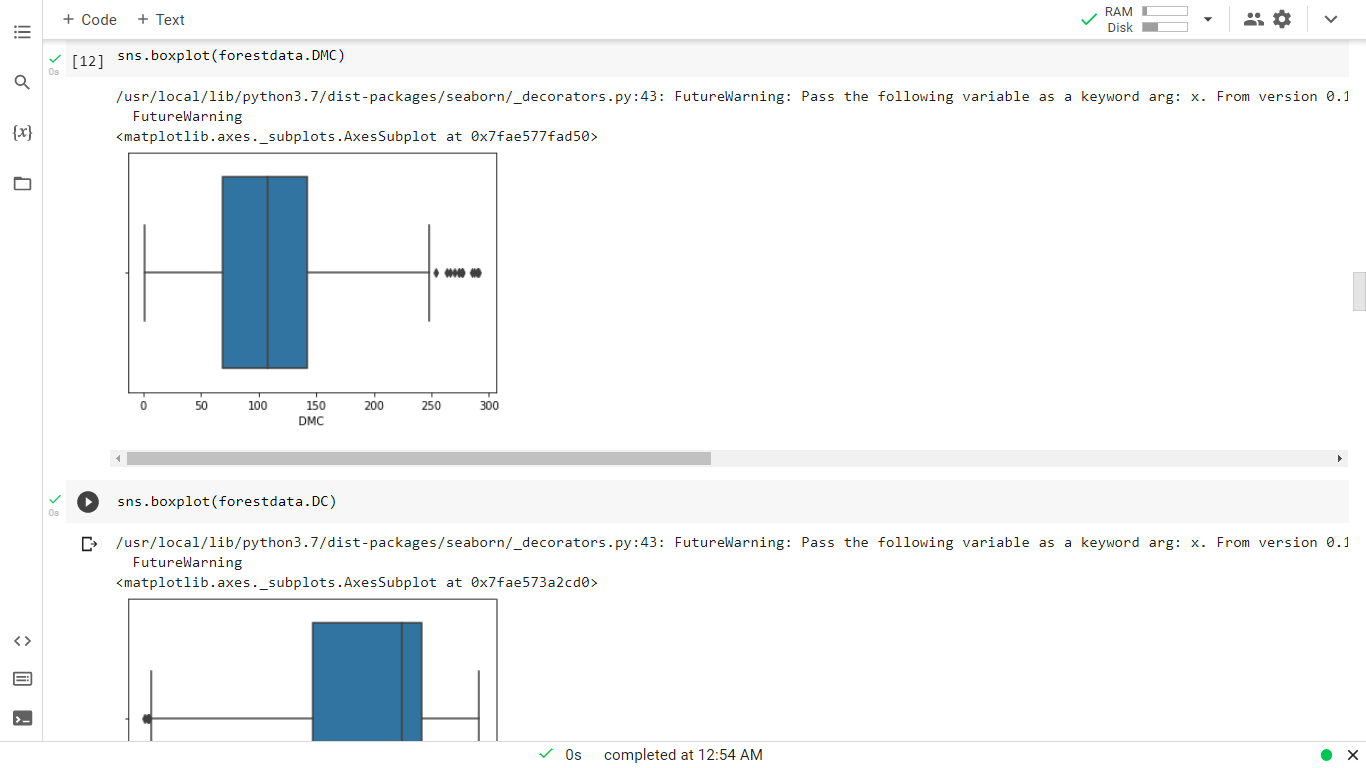 + Code + Text
RAM
Disk
[12] sns.boxplot(forestdata.DMC)
0s
/usr/local/lib/python3.7/dist-packages/seaborn/_decorators.py:43: FutureWarning: Pass the following variable as a keyword arg: x. From version 0.1
FutureWarning
<matplotlib.axes._subplots.AxesSubplot at 0x7fae577fad50>
0 50 100 150 200 250 300
DMC
sns.boxplot(forestdata.DC)
0s
/usr/local/lib/python3.7/dist-packages/seaborn/_decorators.py:43: FutureWarning: Pass the following variable as a keyword arg: x. From version 0.1
FutureWarning
<matplotlib.axes._subplots.AxesSubplot at 0x7fae573a2cd0>
0s completed at 12:54 AM